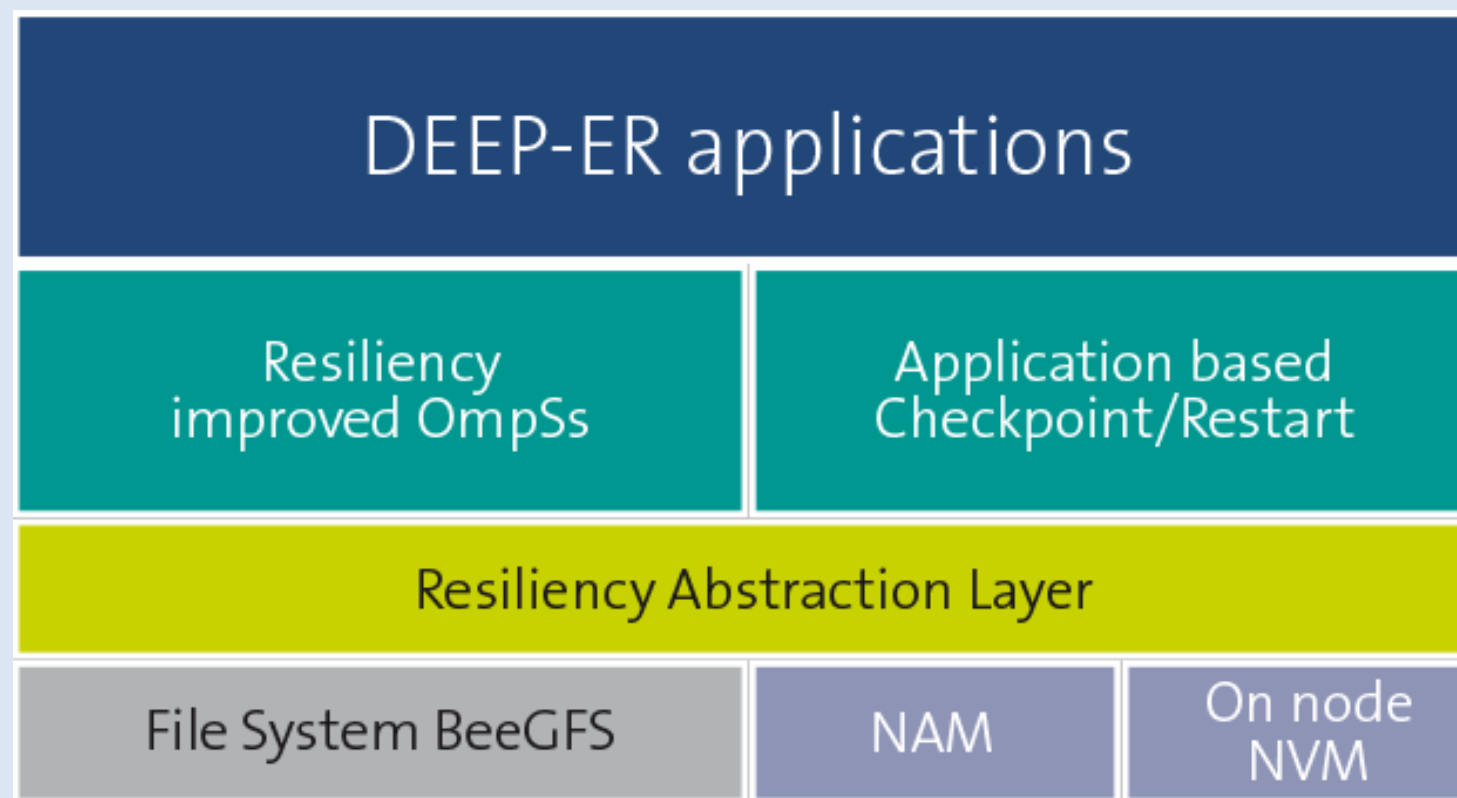 DEEP-ER applications
Resiliency
improved OmpSs
Application based
Checkpoint/Restart
Resiliency Abstraction Layer
File System BeeGFS
NAM
On node
NVM